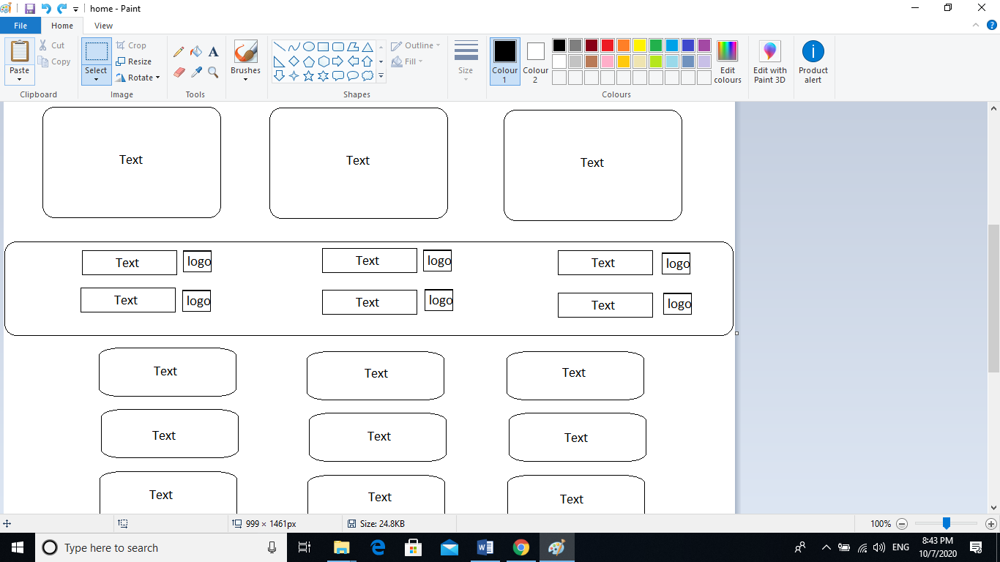 home - Paint
File Home View
Paste
Cut
Copy
Clipboard
Select
Crop
Resize
Rotate
Image
A
Tools
Brushes
Shapes
Outline
Fill
Size
Colour 1
Colour 2
Colours
Edit colours
Edit with Paint 3D
Product alert
Text Text Text
Text logo Text logo Text logo
Text logo Text logo Text logo
Text Text Text
Text Text Text
Text Text Text
999 × 1461px Size: 24.8KB 100%
Type here to search
ENG
8:43 PM
10/7/2020